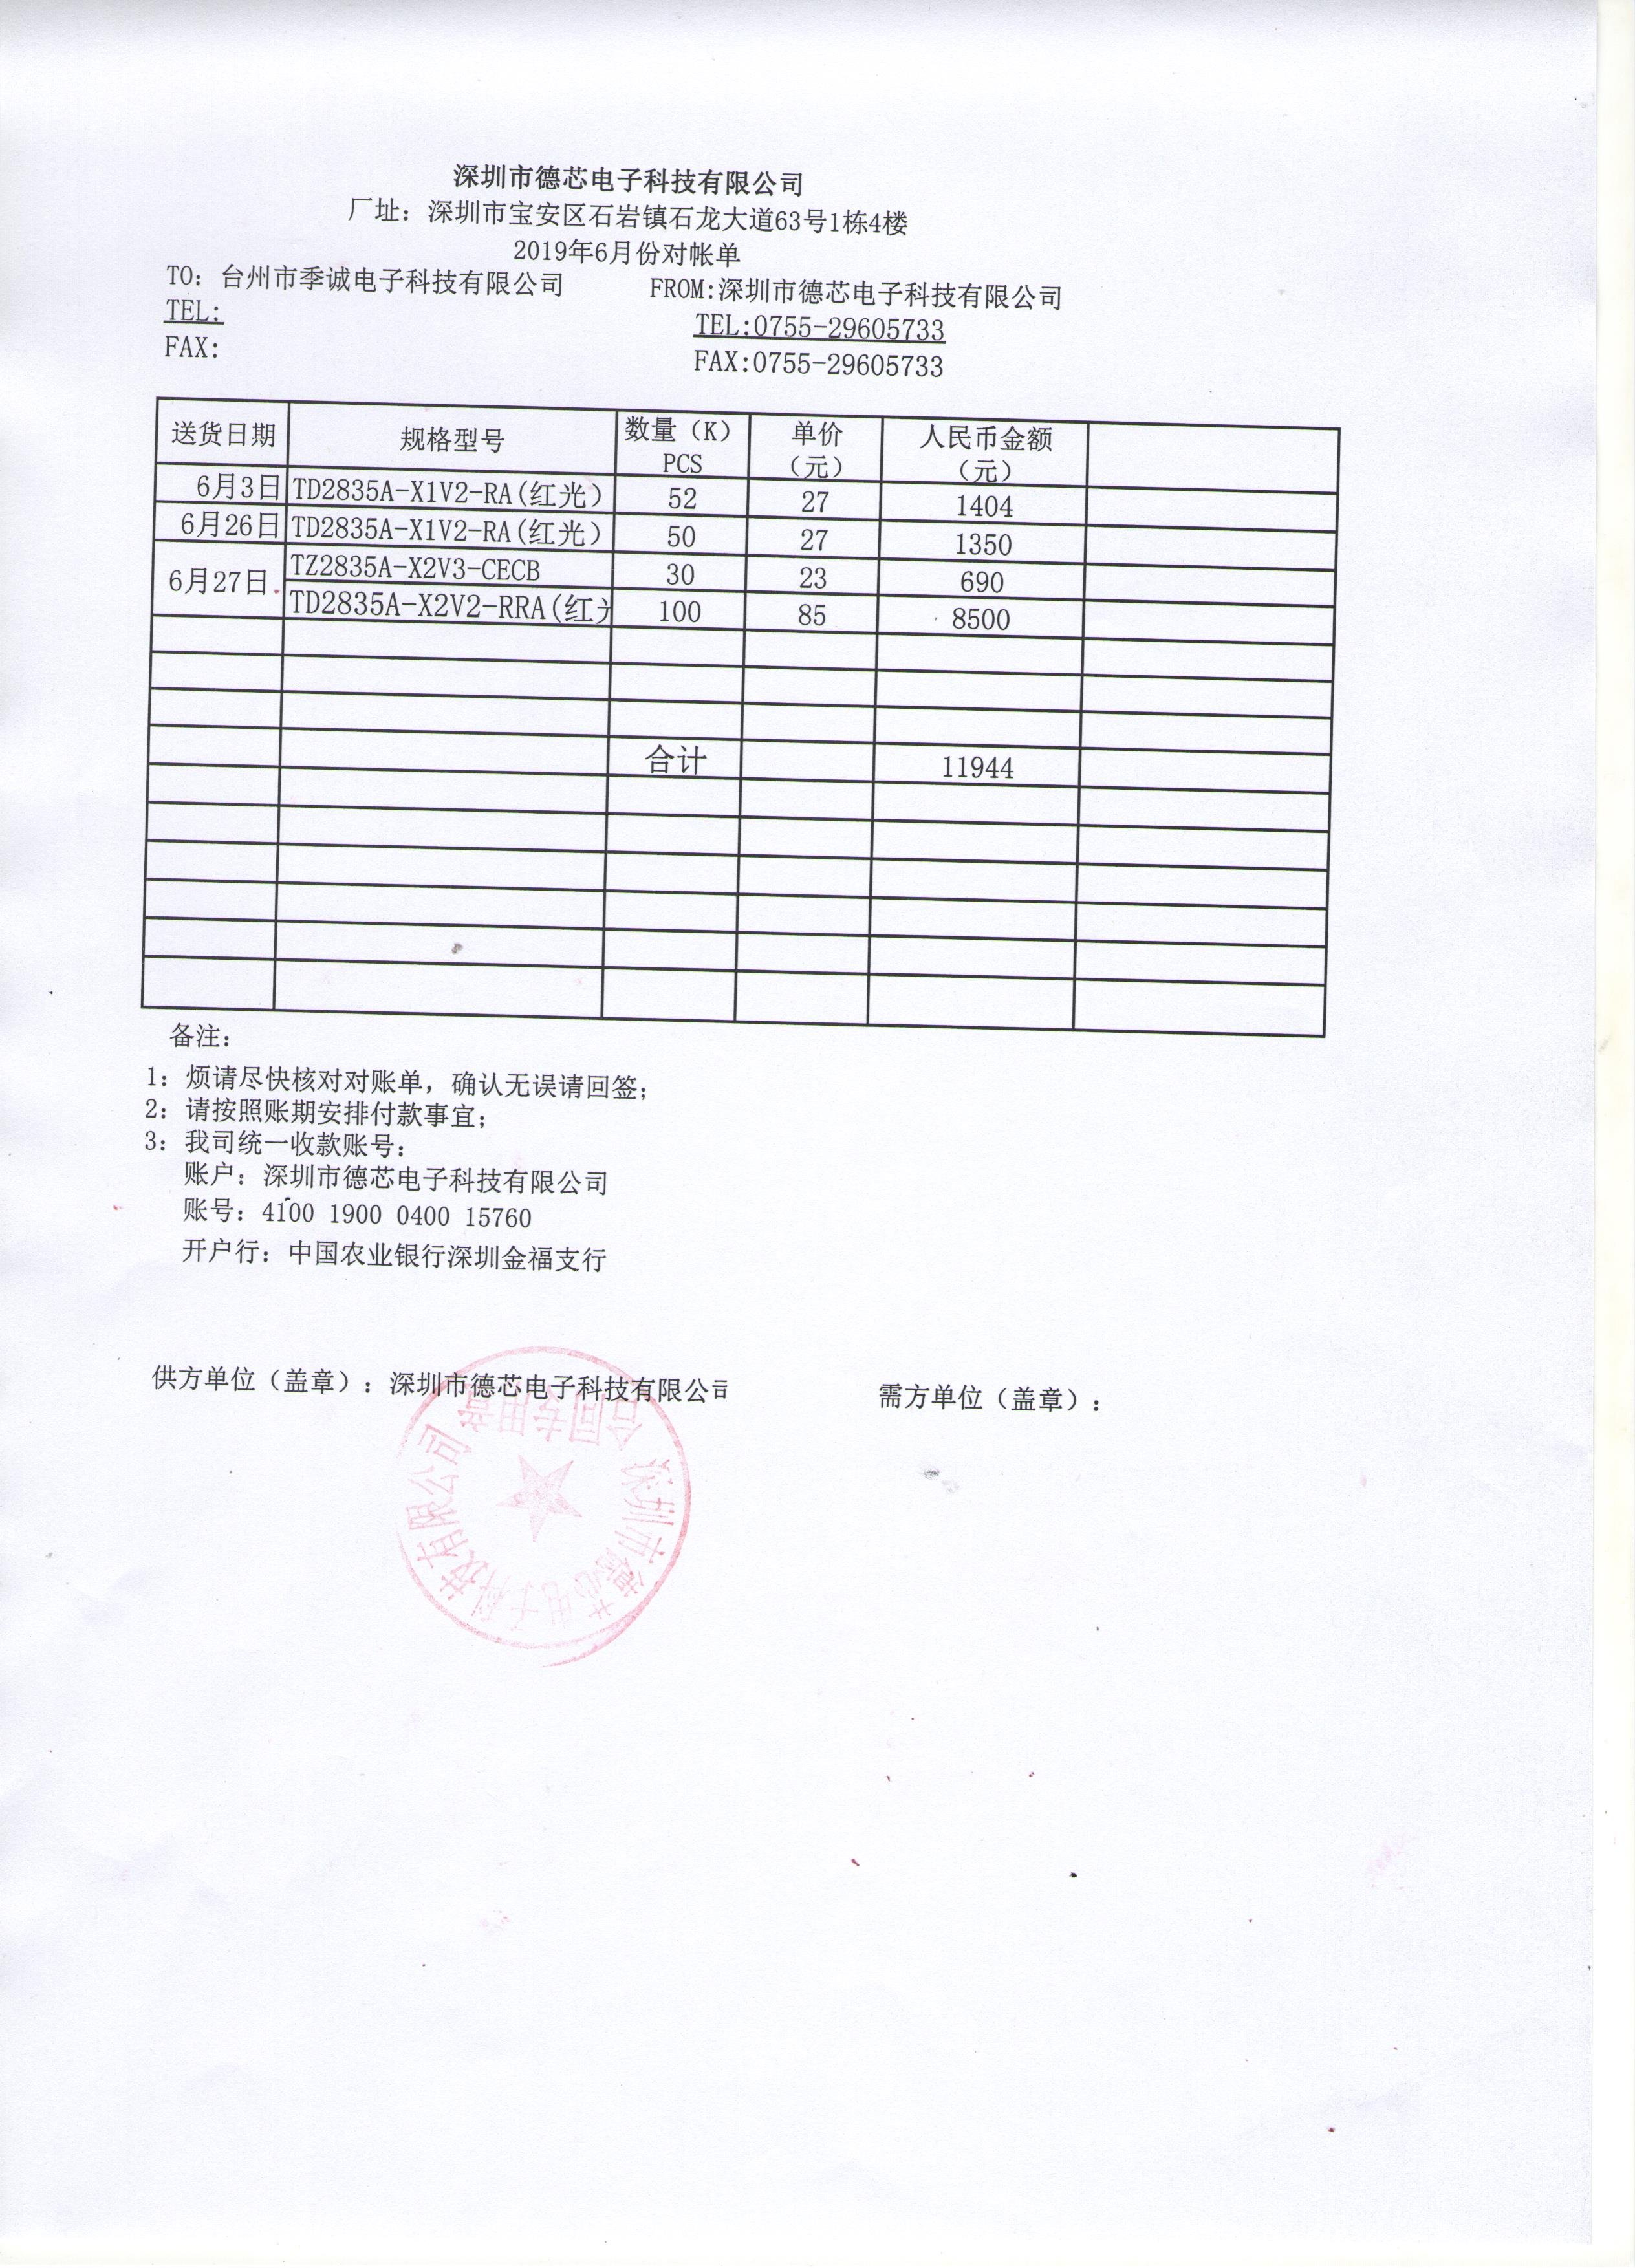 深圳市德芯电子科技有限公司
厂址：深圳市宝安区石岩镇石龙大道63号1栋4楼
2019年6月份对帐单
TO：台州市季诚电子科技有限公司 FROM:深圳市德芯电子科技有限公司
TEL: TEL:0755-29605733
FAX: FAX:0755-29605733
送货日期 规格型号 数量（K）PCS 单价（元） 人民币金额（元）
6月3日 TD2835A-X1V2-RA(红光） 52 27 1404
6月26日 TD2835A-X1V2-RA(红光） 50 27 1350
6月27日 TZ2835A-X2V3-CECB 30 23 690
TD2835A-X2V2-RRA(红 100 85 8500
合计 11944
备注：
1：烦请尽快核对对账单，确认无误请回签；
2：请按照账期安排付款事宜；
3：我司统一收款账号：
账户：深圳市德芯电子科技有限公司
账号：4100 1900 0400 15760
开户行：中国农业银行深圳金福支行
供方单位（盖章）：深圳市德芯电子科技有限公司 需方单位（盖章）：
深圳市德芯电子科技有限公司
合同专用章